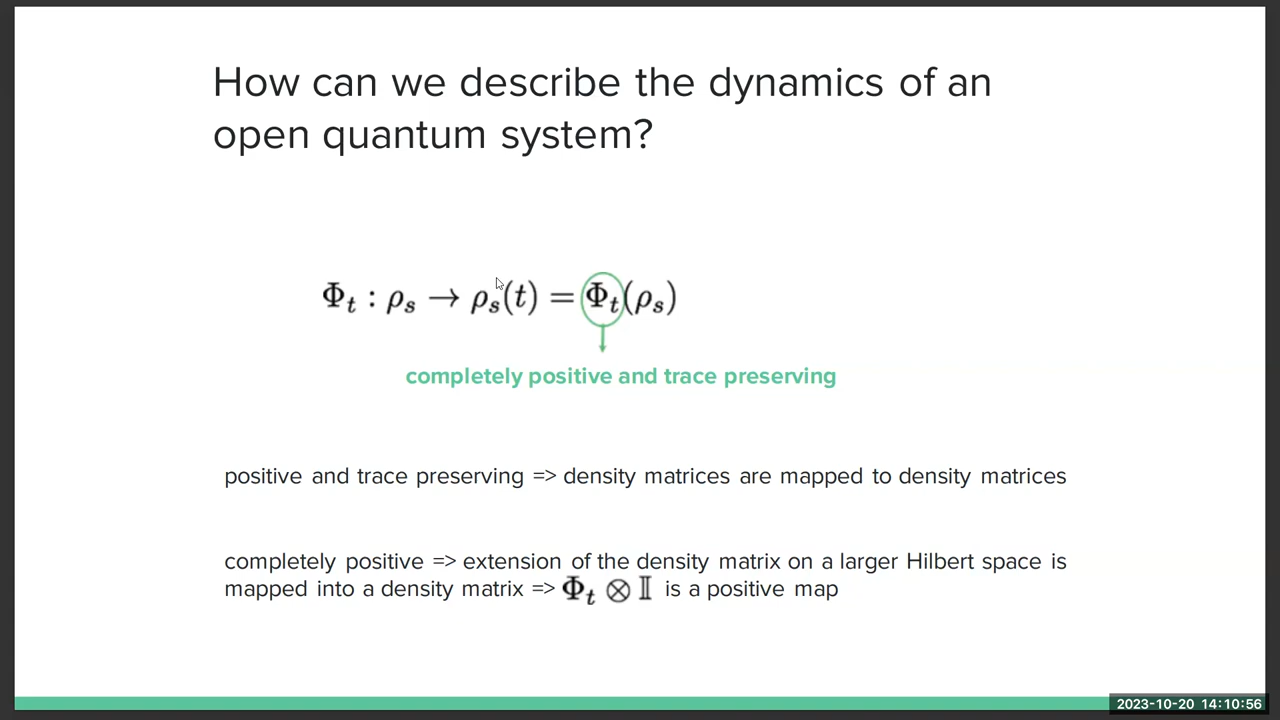 How can we describe the dynamics of an
open quantum system?
Φₜ : ρₛ → ρₛ(t) = Φₜ(ρₛ)
completely positive and trace preserving
positive and trace preserving => density matrices are mapped to density matrices
completely positive => extension of the density matrix on a larger Hilbert space is
mapped into a density matrix => Φₜ ⊗ 𝕀 is a positive map
2023-10-20 14:10:56